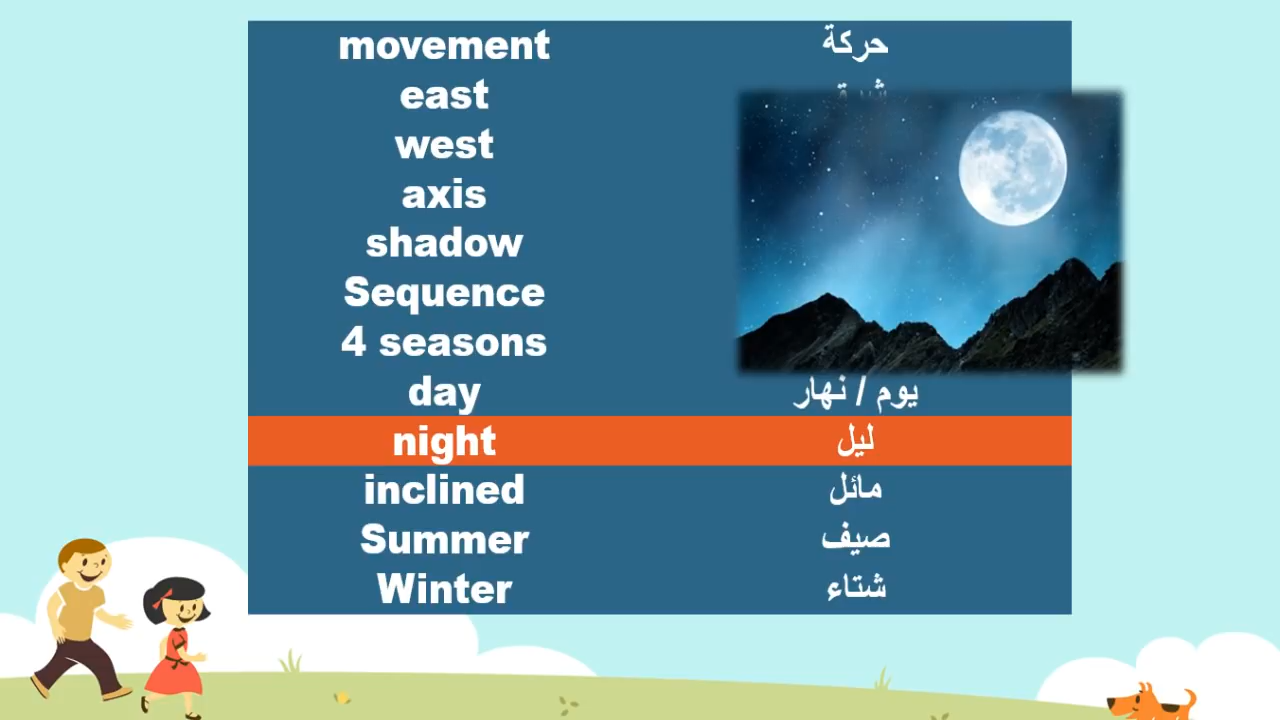 movement حركة
east
west
axis
shadow
Sequence
4 seasons
day يوم / نهار
night ليل
inclined مائل
Summer صيف
Winter شتاء